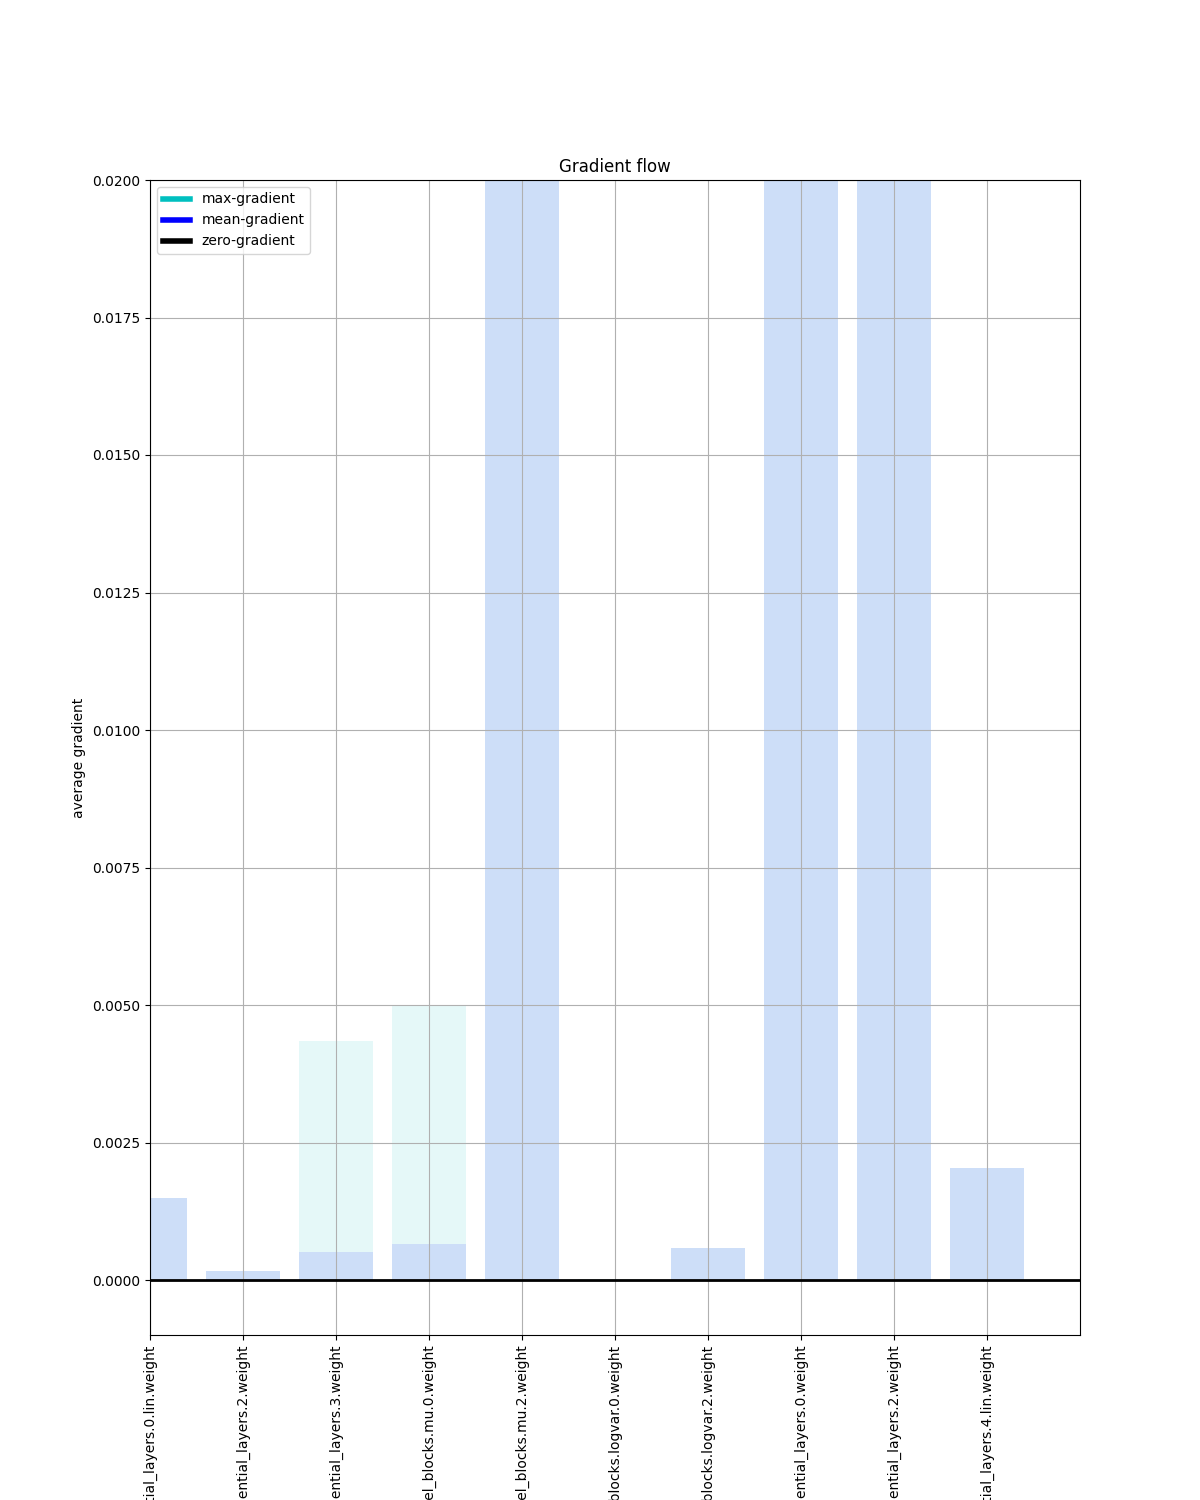 Gradient flow
max-gradient
mean-gradient
zero-gradient
average gradient
0.0200
0.0175
0.0150
0.0125
0.0100
0.0075
0.0050
0.0025
0.0000
tial_layers.0.lin.weight
ential_layers.2.weight
ential_layers.3.weight
el_blocks.mu.0.weight
el_blocks.mu.2.weight
blocks.logvar.0.weight
blocks.logvar.2.weight
ential_layers.0.weight
ential_layers.2.weight
tial_layers.4.lin.weight